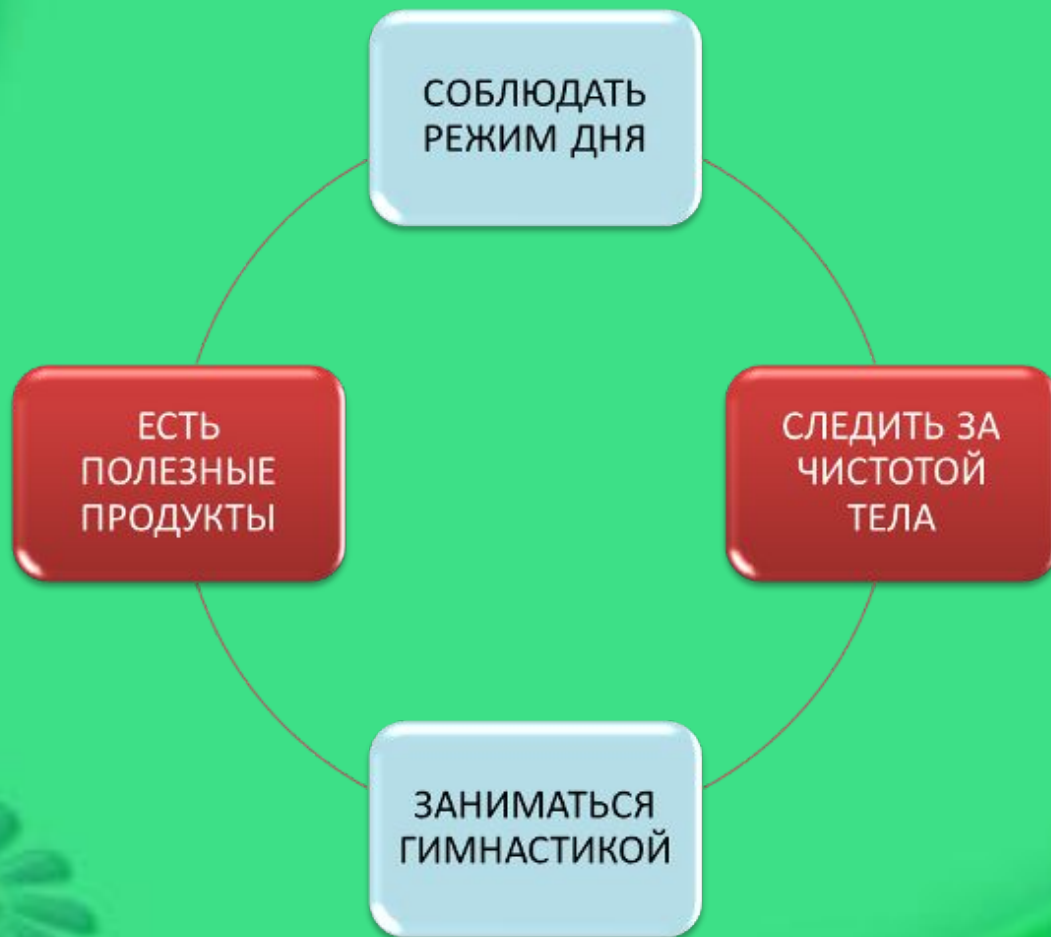 СОБЛЮДАТЬ
РЕЖИМ ДНЯ
ЕСТЬ
ПОЛЕЗНЫЕ
ПРОДУКТЫ
СЛЕДИТЬ ЗА
ЧИСТОТОЙ
ТЕЛА
ЗАНИМАТЬСЯ
ГИМНАСТИКОЙ